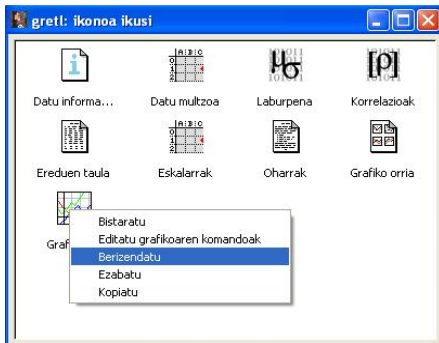 gretl: ikonoa ikusi
Datu informa... Datu multzoa Laburpena Korrelazioak
Ereduen taula Eskalarrak Oharrak Grafiko orria
Graf
Bistaratu
Editatu grafikoaren komandoak
Berizendatu
Ezabatu
Kopiatu